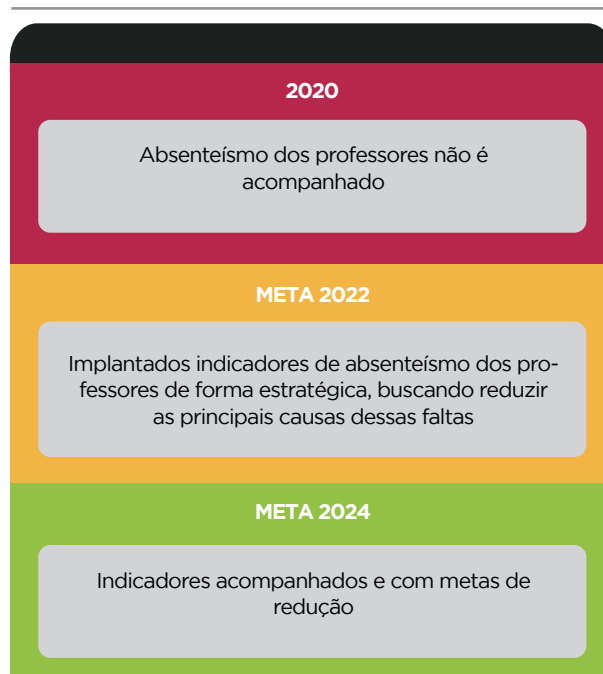 2020
Absenteísmo dos professores não é
acompanhado
META 2022
Implantados indicadores de absenteísmo dos pro-
fessores de forma estratégica, buscando reduzir
as principais causas dessas faltas
META 2024
Indicadores acompanhados e com metas de
redução